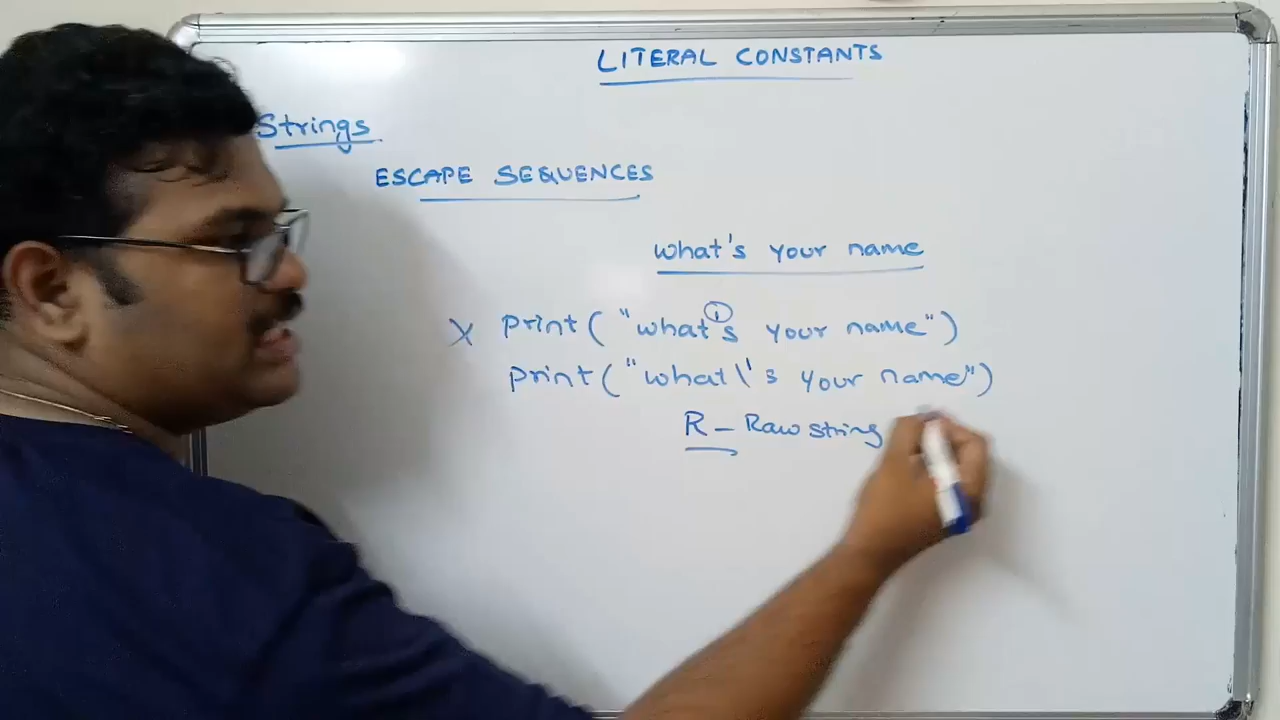 LITERAL CONSTANTS
Strings
ESCAPE SEQUENCES
what's your name
X print("what's your name")
print("what\'s your name")
R - Raw string